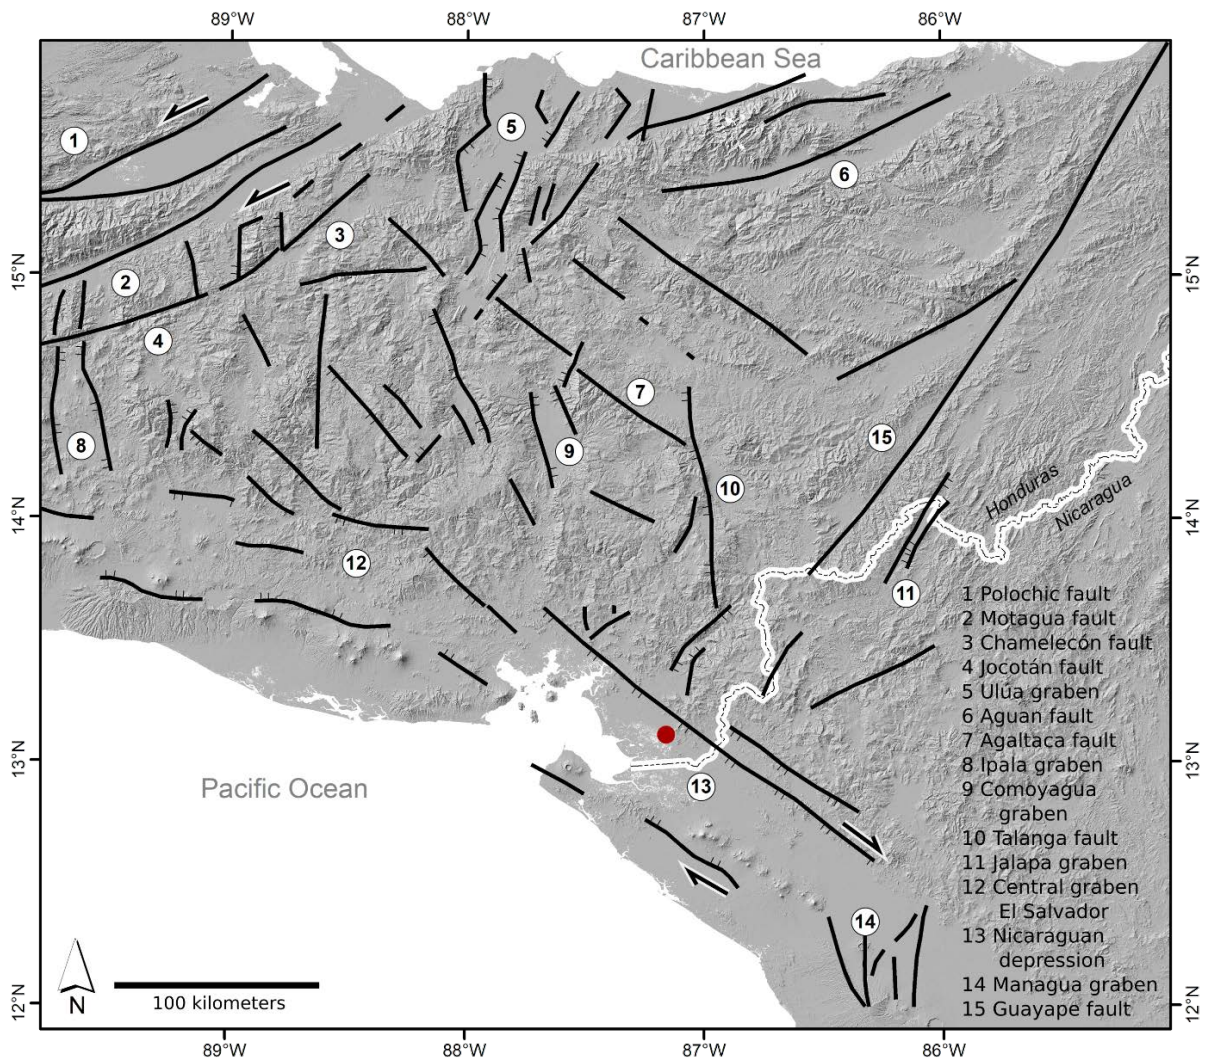 89°W 88°W 87°W 86°W
Caribbean Sea
1
5
6
3
15°N 15°N
2
4
7
15
8
9
10
Honduras
Nicaragua
14°N 14°N
12
11
1 Polochic fault
2 Motagua fault
3 Chamelecón fault
4 Jocotán fault
5 Ulúa graben
6 Aguan fault
7 Agaltaca fault
8 Ipala graben
9 Comoyagua
graben
10 Talanga fault
11 Jalapa graben
12 Central graben
El Salvador
13 Nicaraguan
depression
14 Managua graben
15 Guayape fault
13°N 13°N
13
Pacific Ocean
14
N
100 kilometers
12°N 12°N
89°W 88°W 87°W 86°W